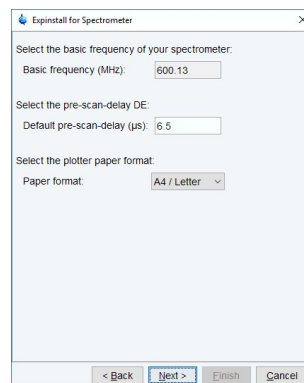 Expinstall for Spectrometer
Select the basic frequency of your spectrometer:
Basic frequency (MHz): 600.13
Select the pre-scan-delay DE:
Default pre-scan-delay (µs): 6.5
Select the plotter paper format:
Paper format: A4 / Letter
< Back Next > Finish Cancel